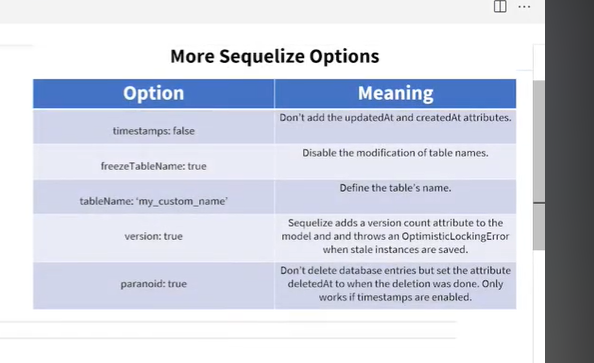 More Sequelize Options
Option
Meaning
timestamps: false
Don't add the updatedAt and createdAt attributes.
freezeTableName: true
Disable the modification of table names.
tableName: 'my_custom_name'
Define the table's name.
version: true
Sequelize adds a version count attribute to the
model and and throws an OptimisticLockingError
when stale instances are saved.
paranoid: true
Don't delete database entries but set the attribute
deletedAt to when the deletion was done. Only
works if timestamps are enabled.